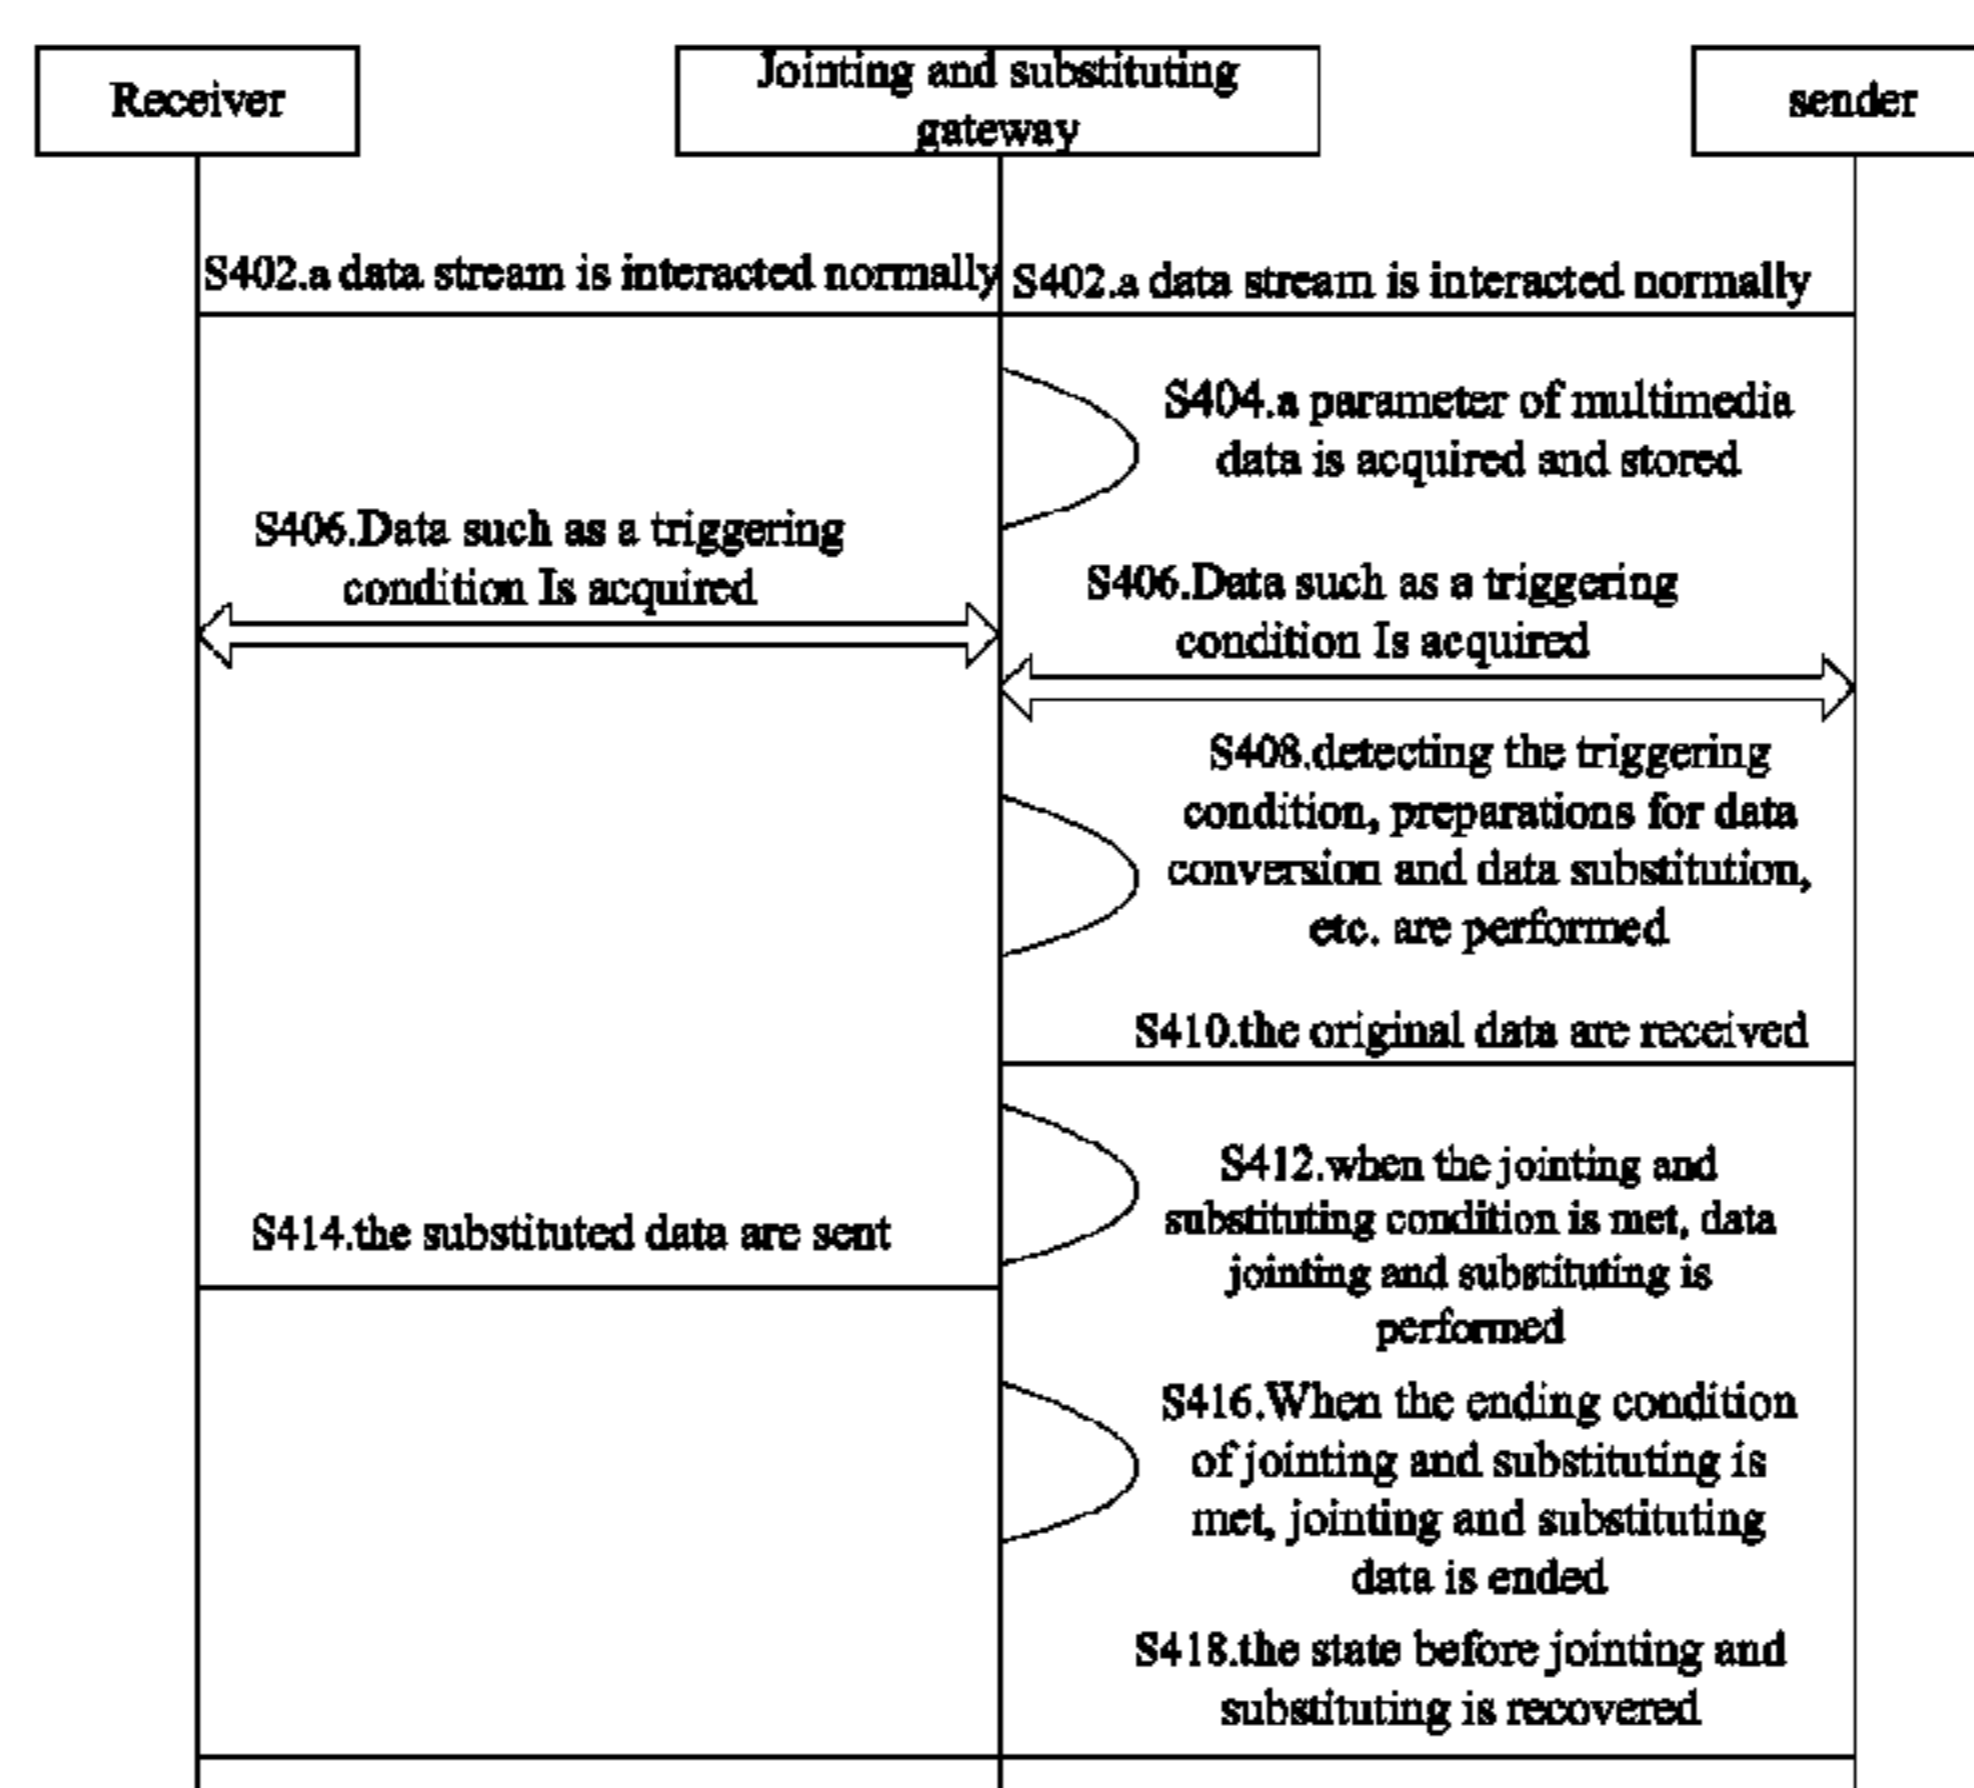 Receiver
Jointing and substituting
gateway
sender
S402.a data stream is interacted normally
S402.a data stream is interacted normally
S404.a parameter of multimedia
data is acquired and stored
S406.Data such as a triggering
condition Is acquired
S406.Data such as a triggering
condition Is acquired
S408.detecting the triggering
condition, preparations for data
conversion and data substitution,
etc. are performed
S410.the original data are received
S412.when the jointing and
substituting condition is met, data
jointing and substituting is
performed
S414.the substituted data are sent
S416.When the ending condition
of jointing and substituting is
met, jointing and substituting
data is ended
S418.the state before jointing and
substituting is recovered